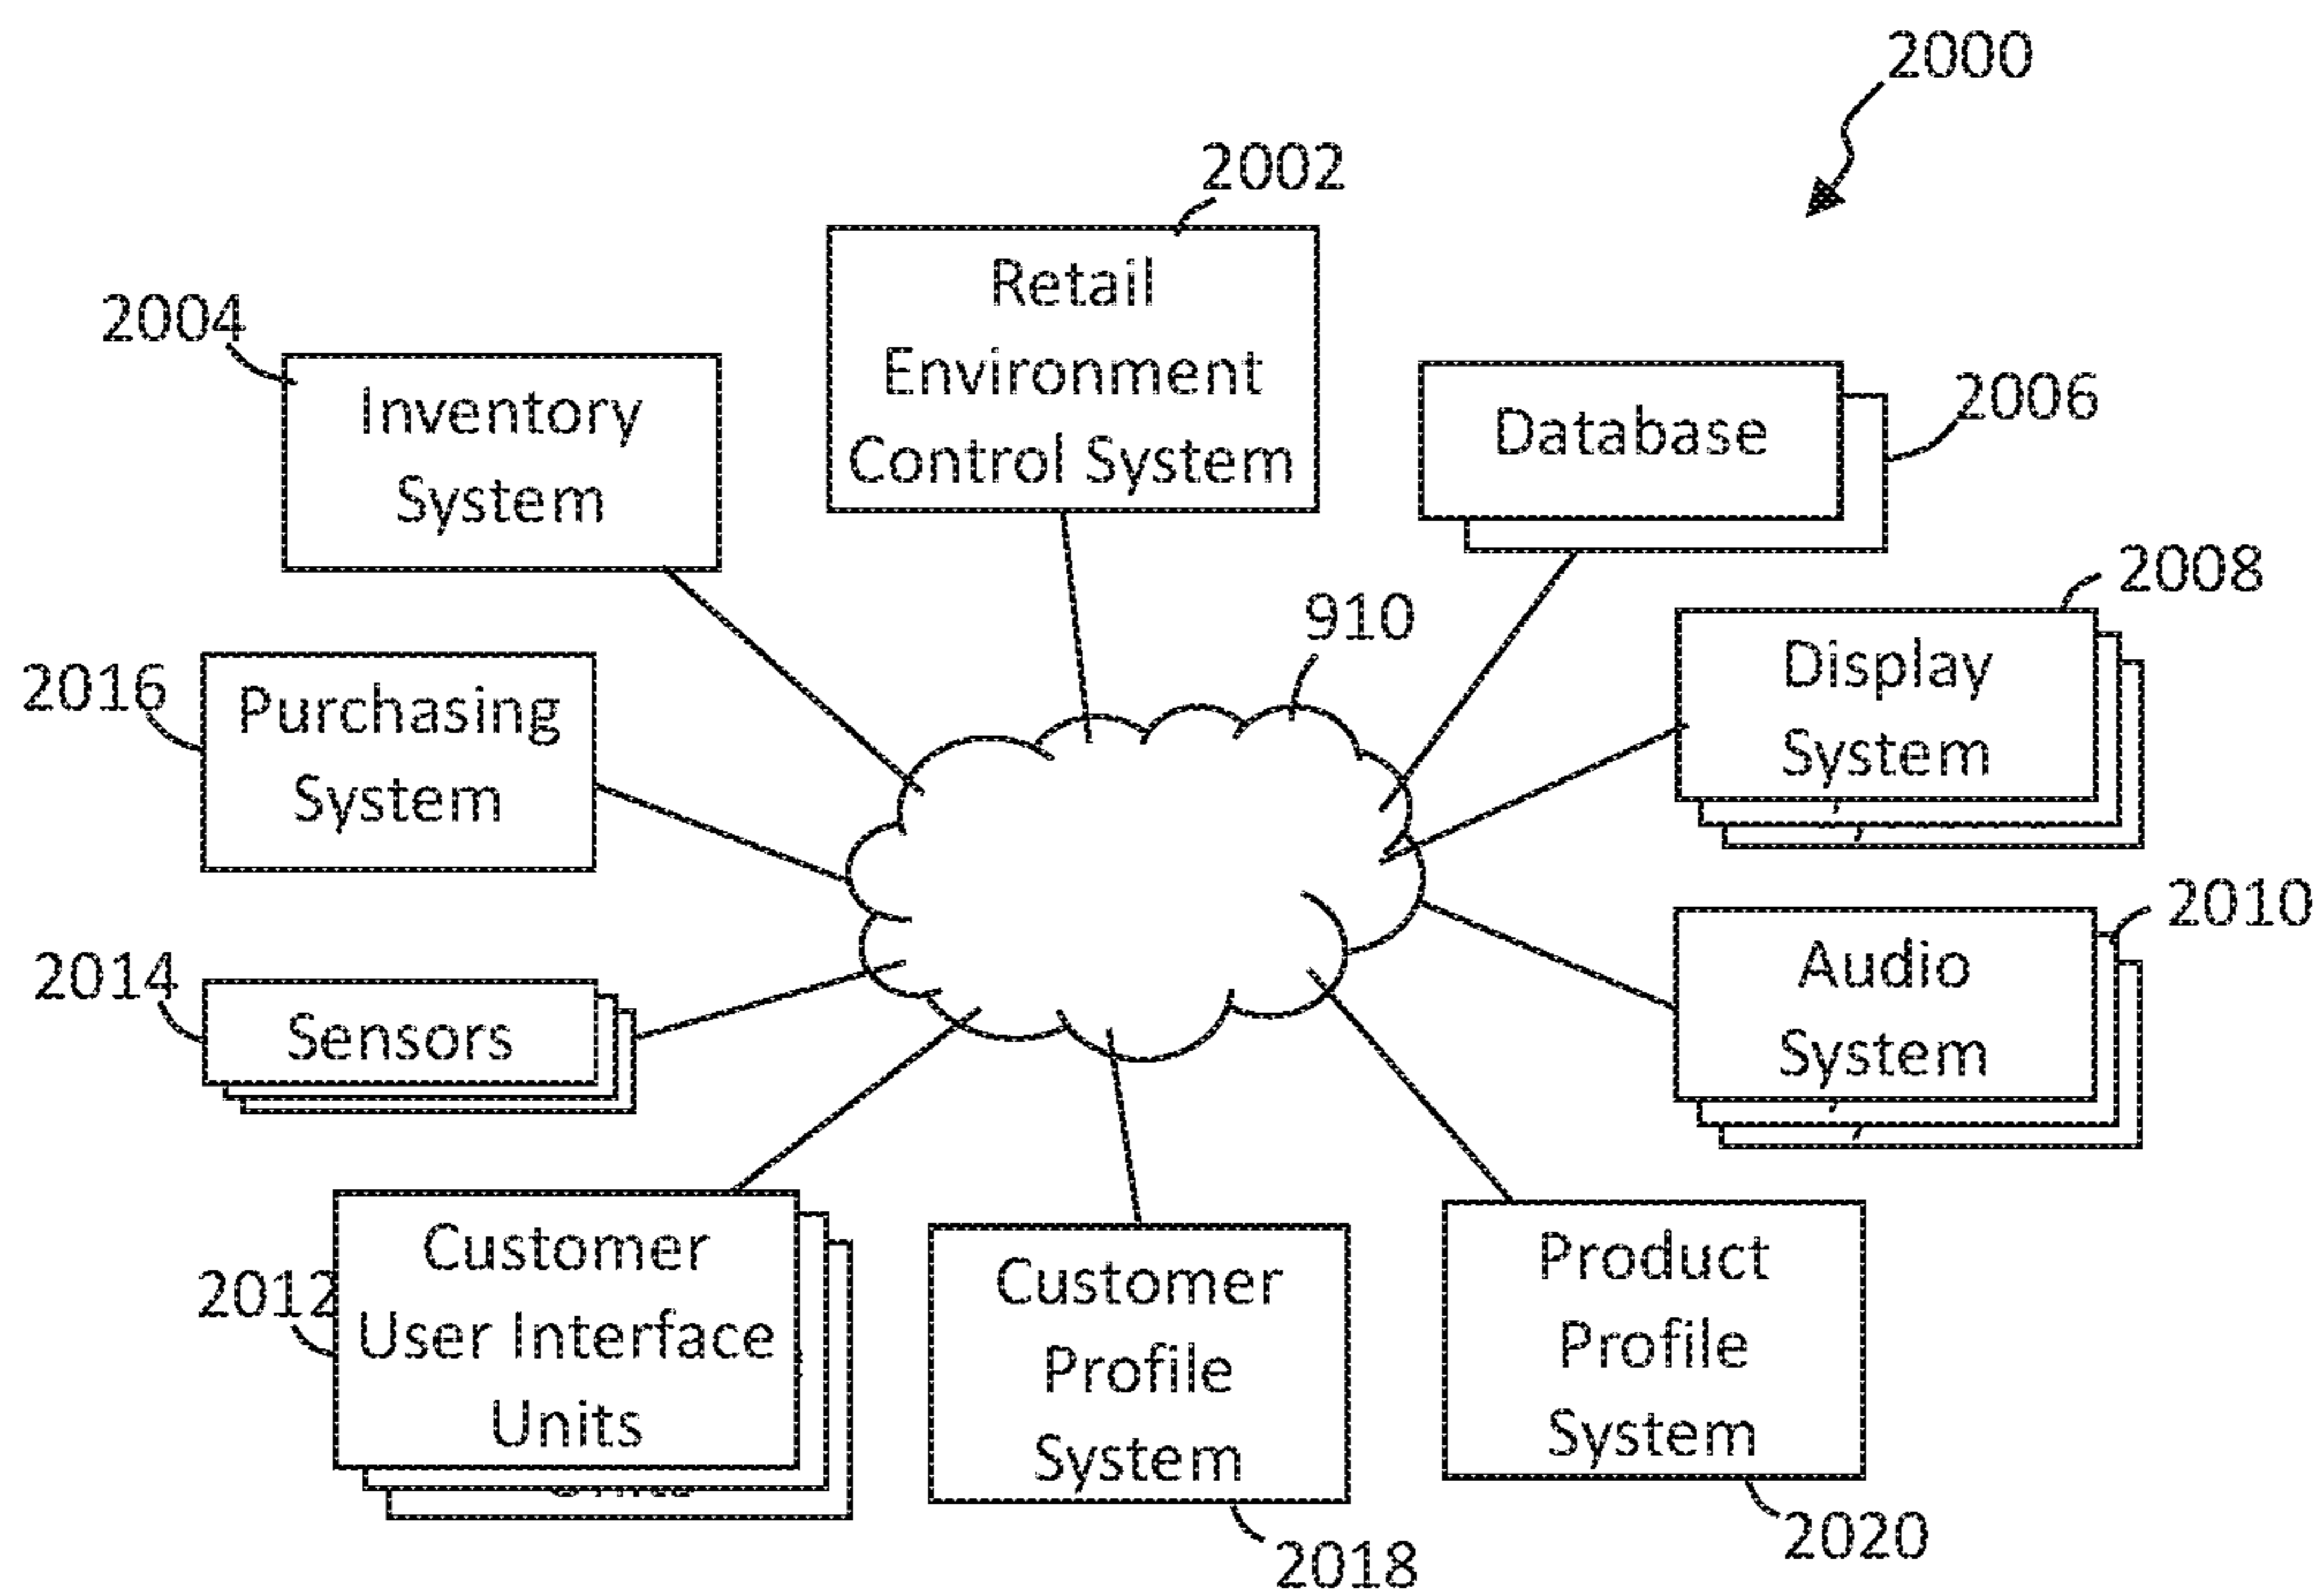 2000
2002
Retail
Environment
Control System
2004
Inventory
System
Database
2006
2008
Display
System
910
2016
Purchasing
System
2010
Audio
System
2014
Sensors
2012
Customer
User Interface
Units
Customer
Profile
System
2018
Product
Profile
System
2020